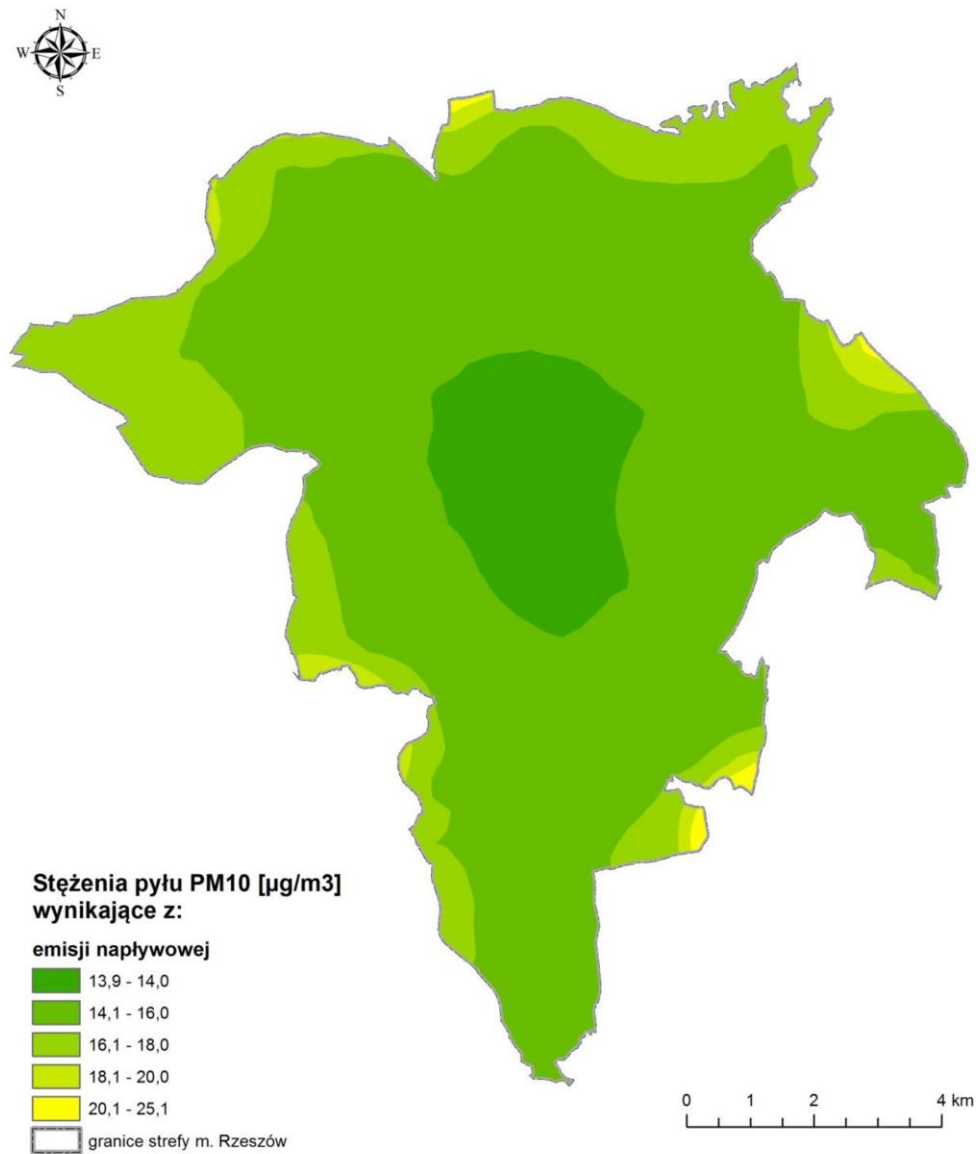 N
W E
S
Stężenia pyłu PM10 [µg/m3]
wynikające z:
emisji napływowej
13,9 - 14,0
14,1 - 16,0
16,1 - 18,0
18,1 - 20,0
20,1 - 25,1
granice strefy m. Rzeszów
0 1 2 4 km